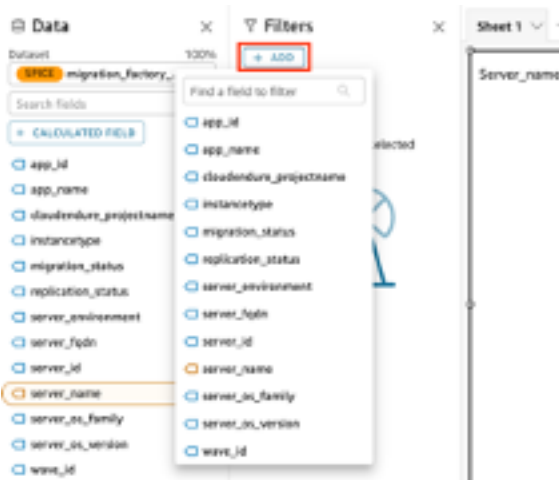 Data
Dataset 100%
SPICE migration_factory_
Search fields
+ CALCULATED FIELD
app_id
app_name
cloudendure_projectname
instancetype
migration_status
replication_status
server_environment
server_fqdn
server_id
server_name
server_os_family
server_os_version
wave_id
Filters
+ ADD
Find a field to filter
app_id
app_name
cloudendure_projectname
instancetype
migration_status
replication_status
server_environment
server_fqdn
server_id
server_name
server_os_family
server_os_version
wave_id
elected
Sheet 1
Server_name